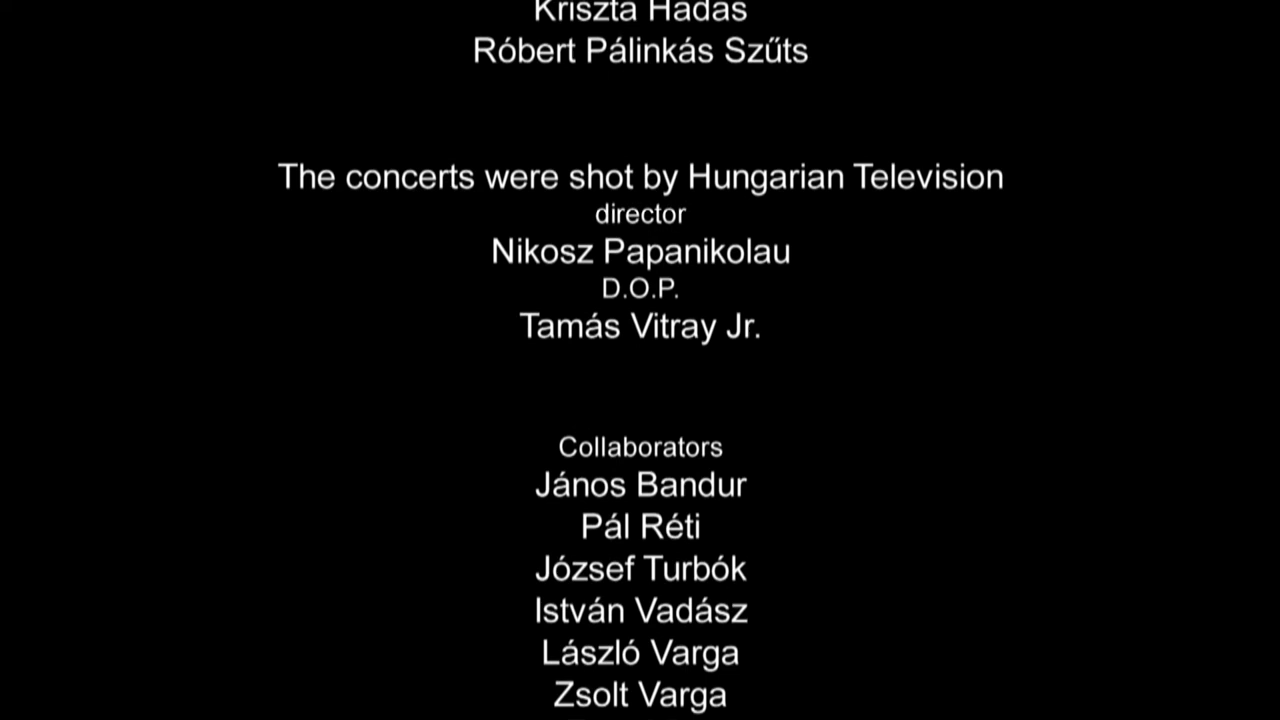 Kriszta Hadas
Róbert Pálinkás Szűts
The concerts were shot by Hungarian Television
director
Nikosz Papanikolau
D.O.P.
Tamás Vitray Jr.
Collaborators
János Bandur
Pál Réti
József Turbók
István Vadász
László Varga
Zsolt Varga